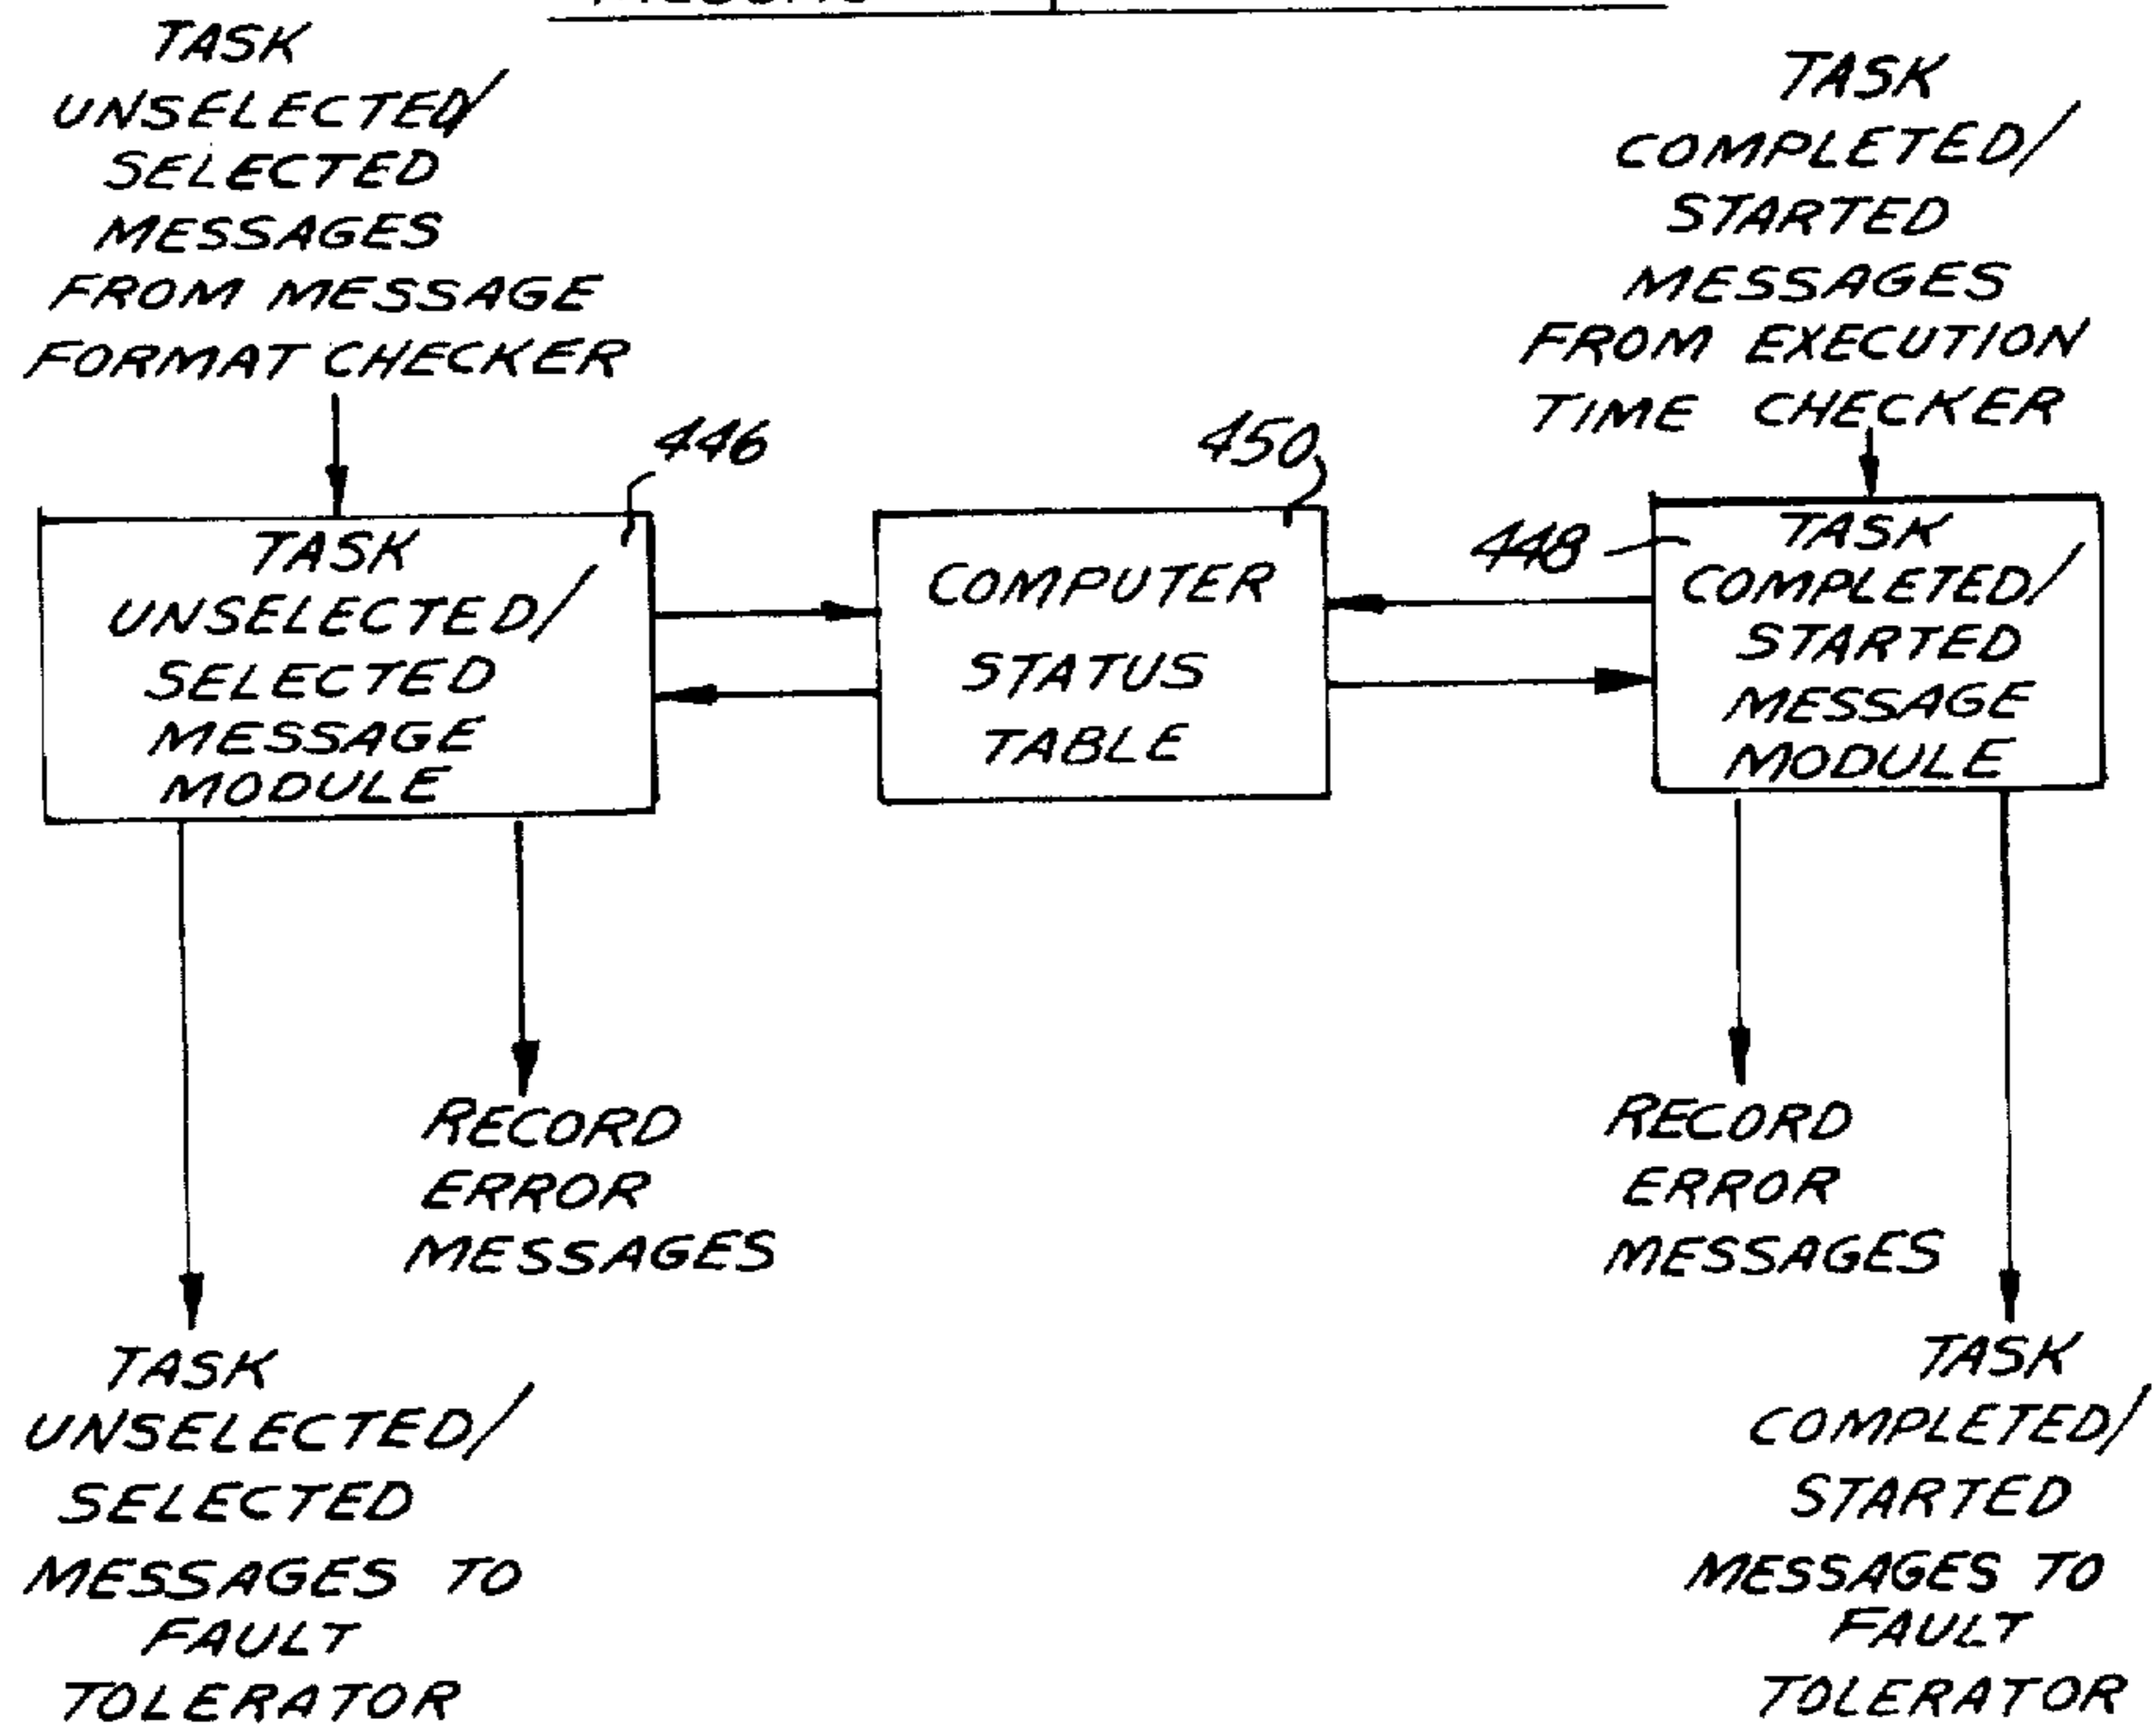 TASK
UNSELECTED/
SELECTED
MESSAGES
FROM MESSAGE
FORMAT CHECKER
TASK
COMPLETED/
STARTED
MESSAGES
FROM EXECUTION
TIME CHECKER
446
450
448
TASK
UNSELECTED/
SELECTED
MESSAGE
MODULE
COMPUTER
STATUS
TABLE
TASK
COMPLETED/
STARTED
MESSAGE
MODULE
RECORD
ERROR
MESSAGES
RECORD
ERROR
MESSAGES
TASK
UNSELECTED/
SELECTED
MESSAGES TO
FAULT
TOLERATOR
TASK
COMPLETED/
STARTED
MESSAGES TO
FAULT
TOLERATOR